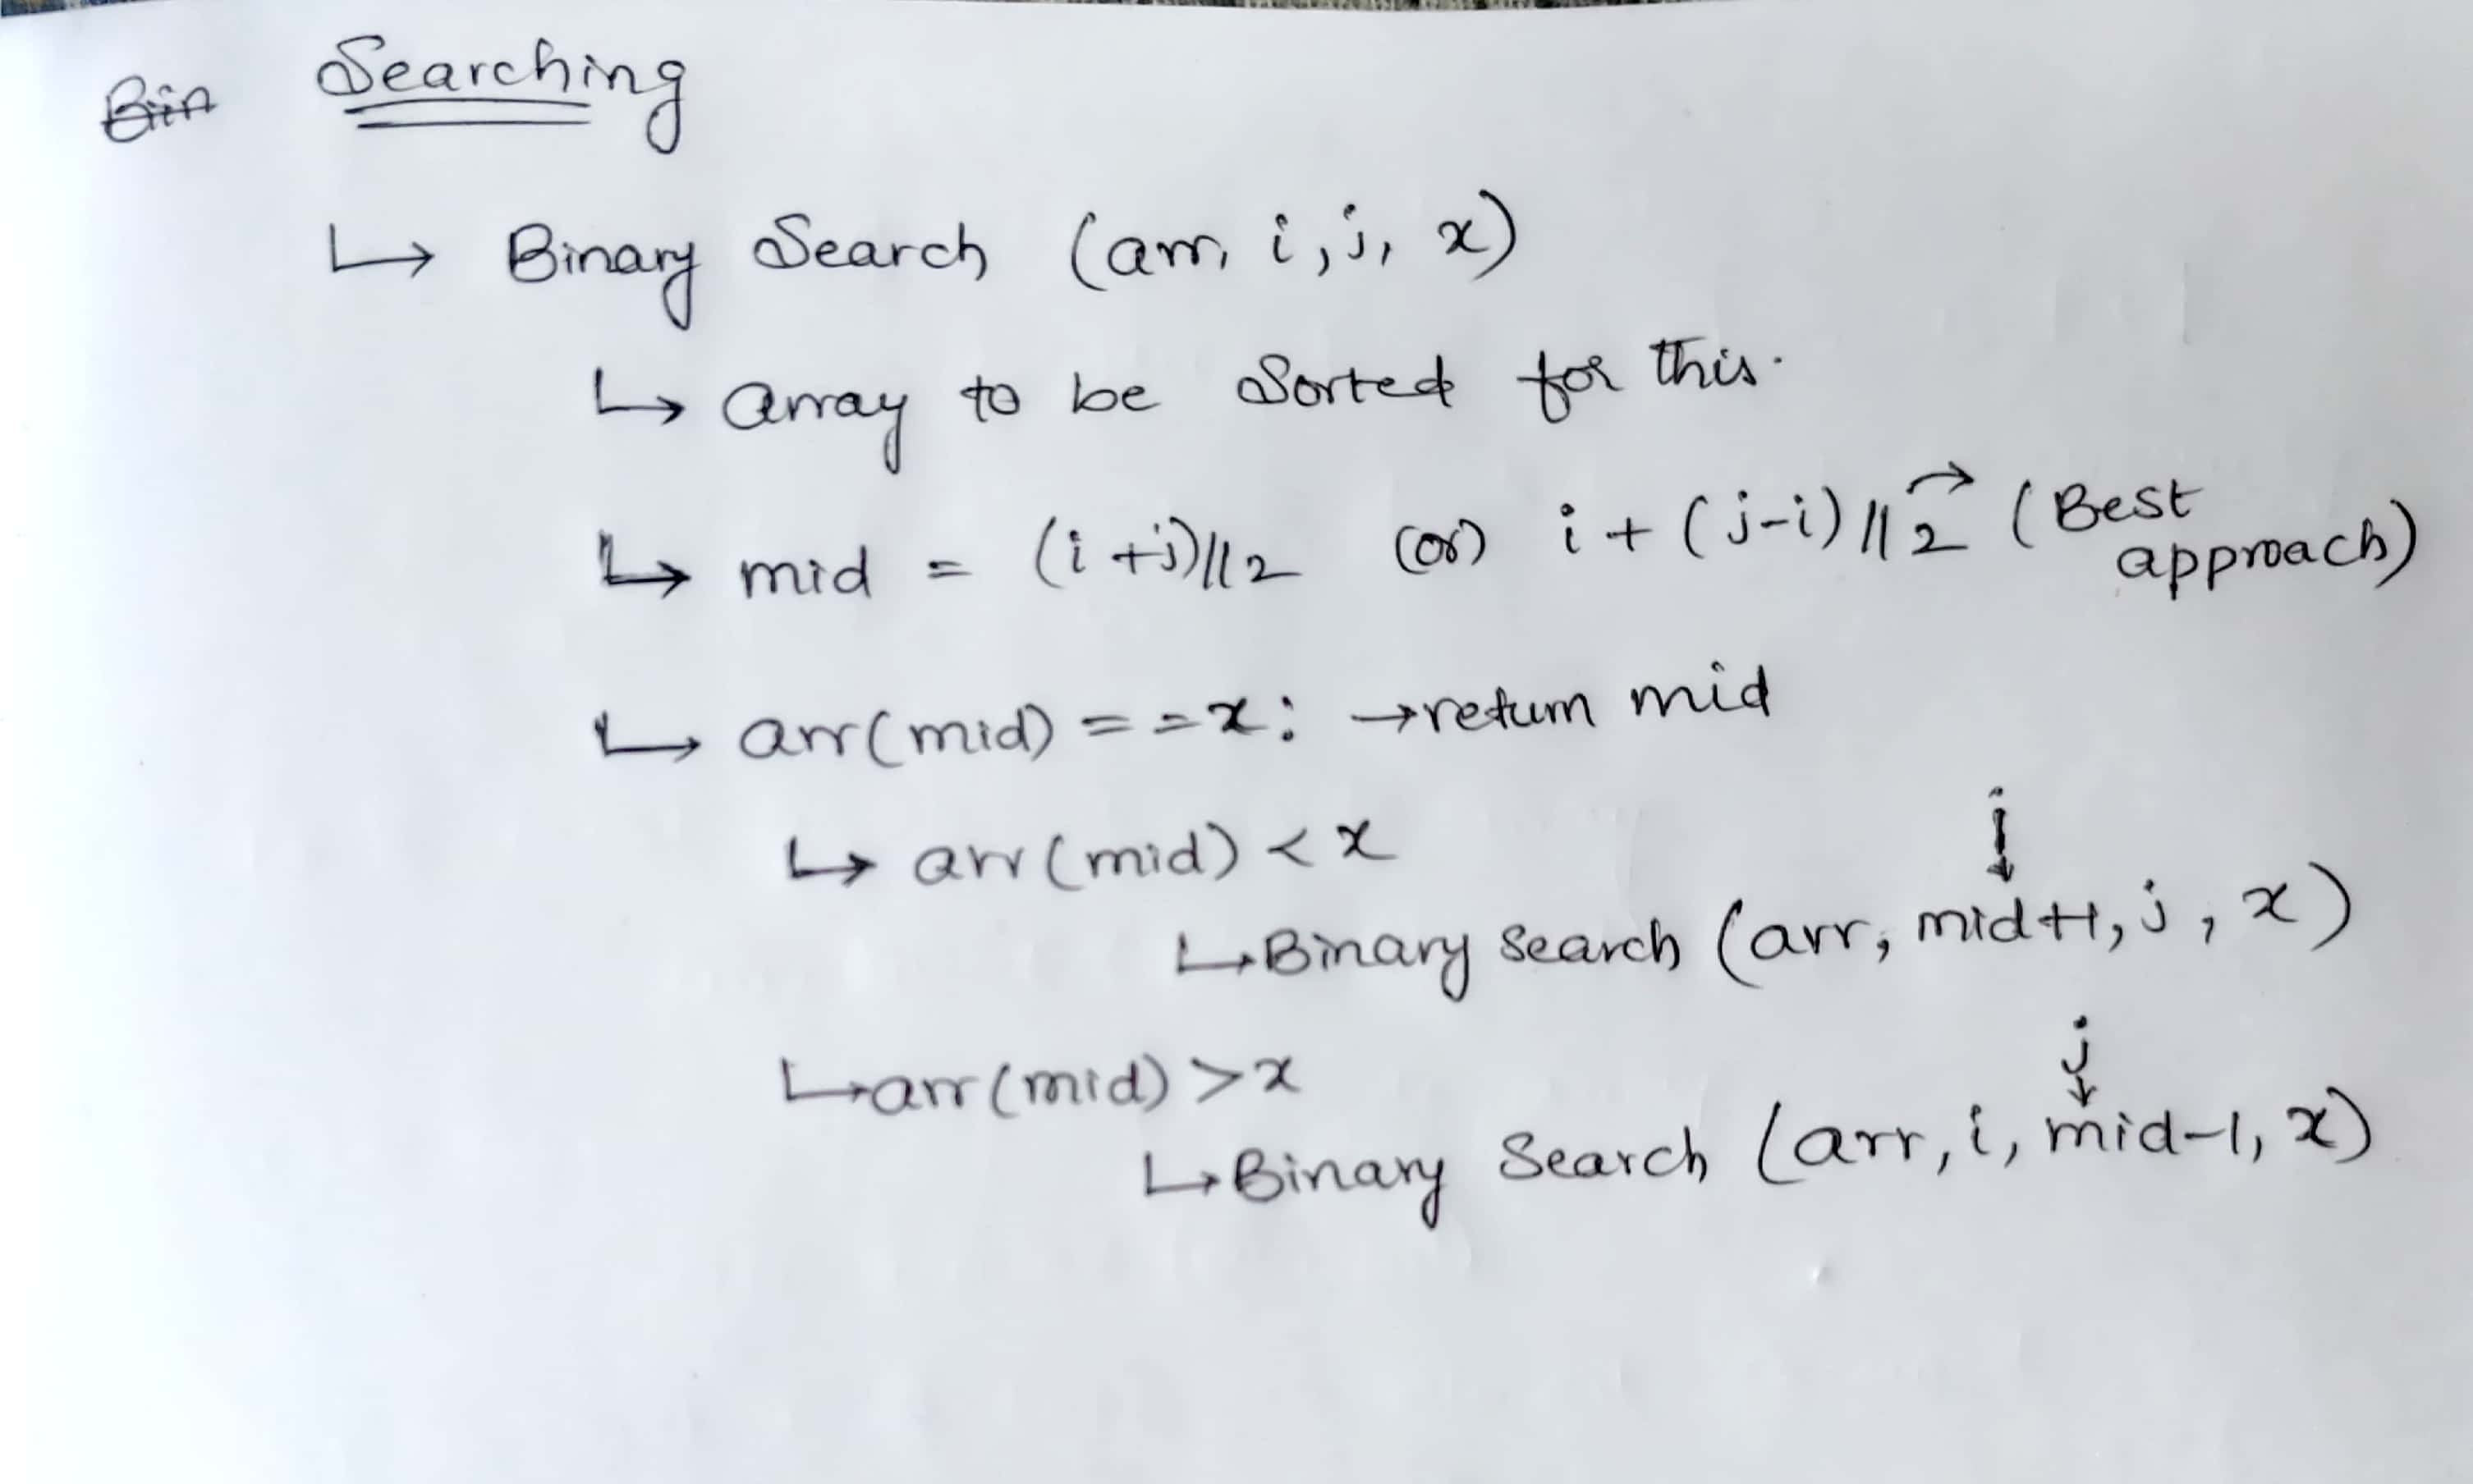 Bin Searching
↳ Binary Search (arr, i, j, x)
↳ array to be Sorted for this.
↳ mid = (i+j)//2 (or) i + (j-i)//2 → (Best approach)
↳ arr(mid) == x: → return mid
↳ arr(mid) < x
i
↓
↳ Binary search (arr, mid+1, j, x)
↳ arr(mid) > x
j
↓
↳ Binary Search (arr, i, mid-1, x)